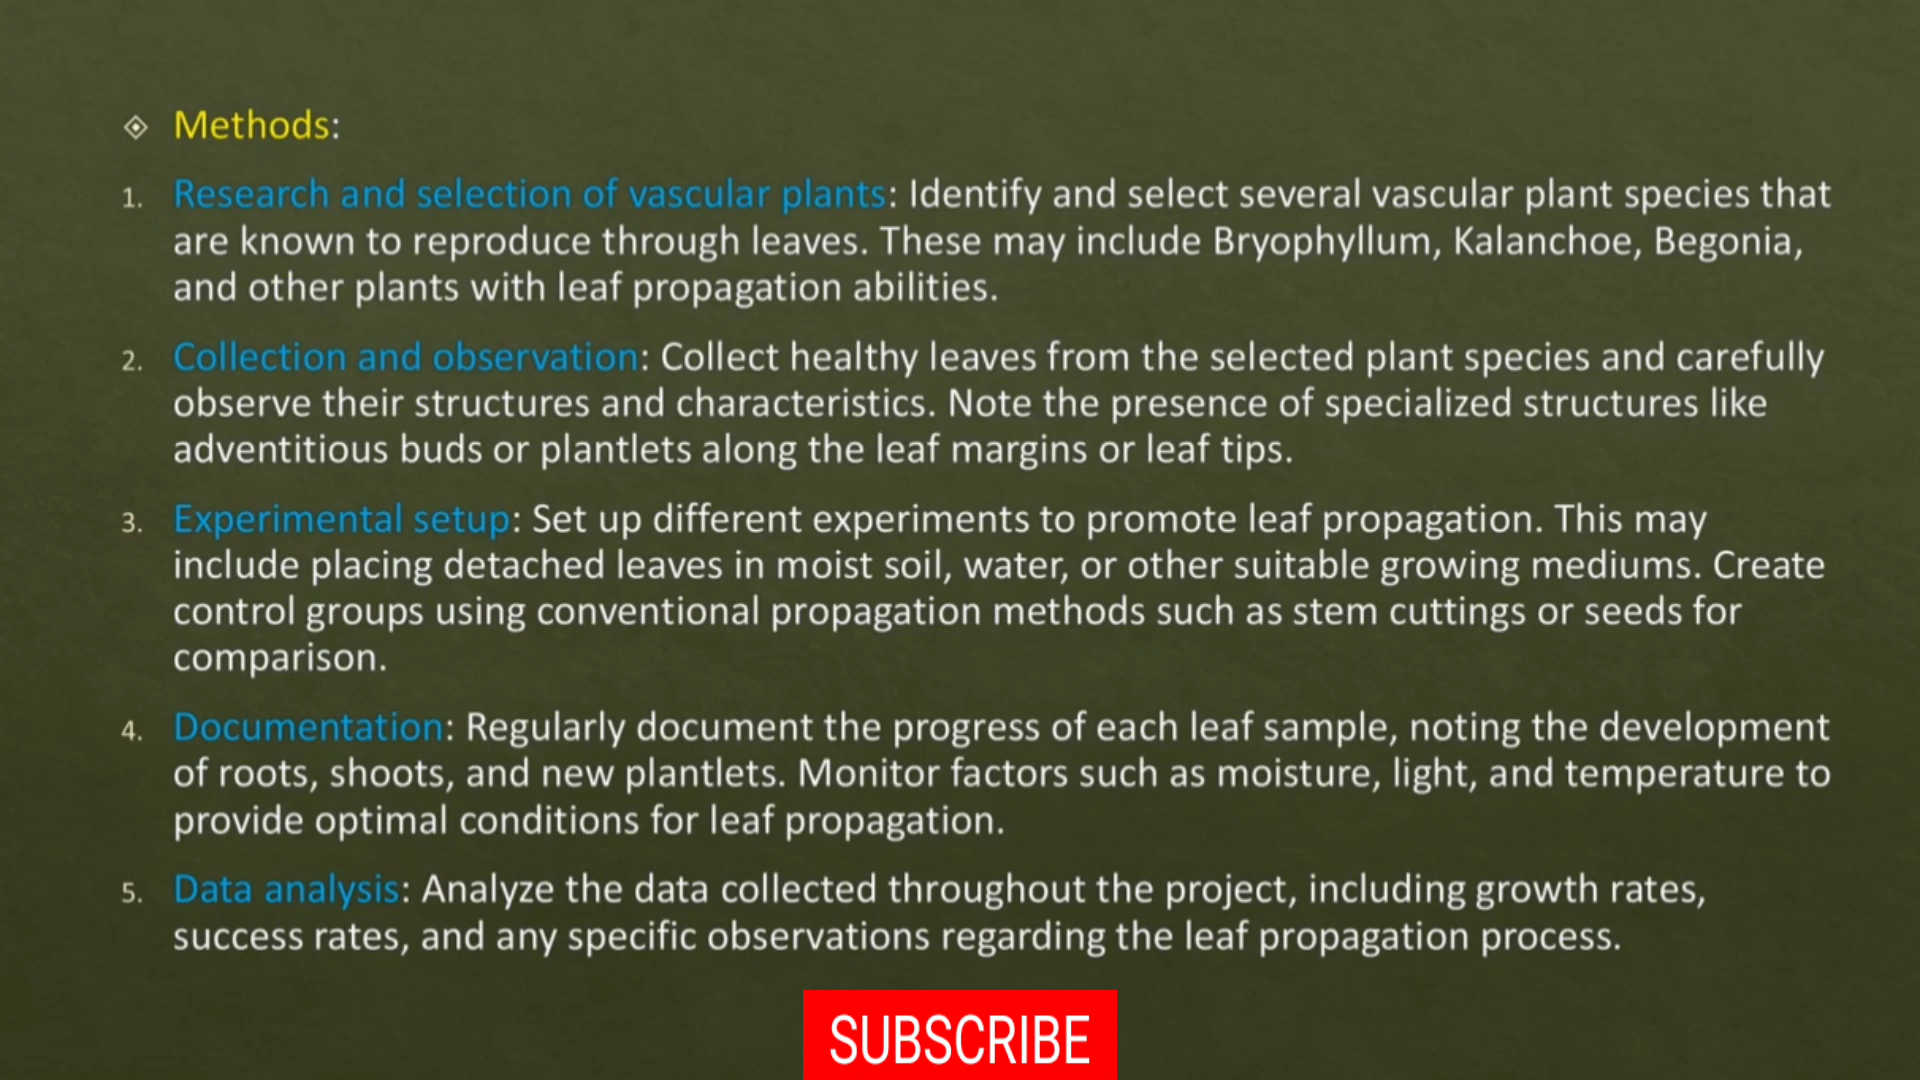 Methods:
1. Research and selection of vascular plants: Identify and select several vascular plant species that
are known to reproduce through leaves. These may include Bryophyllum, Kalanchoe, Begonia,
and other plants with leaf propagation abilities.
2. Collection and observation: Collect healthy leaves from the selected plant species and carefully
observe their structures and characteristics. Note the presence of specialized structures like
adventitious buds or plantlets along the leaf margins or leaf tips.
3. Experimental setup: Set up different experiments to promote leaf propagation. This may
include placing detached leaves in moist soil, water, or other suitable growing mediums. Create
control groups using conventional propagation methods such as stem cuttings or seeds for
comparison.
4. Documentation: Regularly document the progress of each leaf sample, noting the development
of roots, shoots, and new plantlets. Monitor factors such as moisture, light, and temperature to
provide optimal conditions for leaf propagation.
5. Data analysis: Analyze the data collected throughout the project, including growth rates,
success rates, and any specific observations regarding the leaf propagation process.
SUBSCRIBE